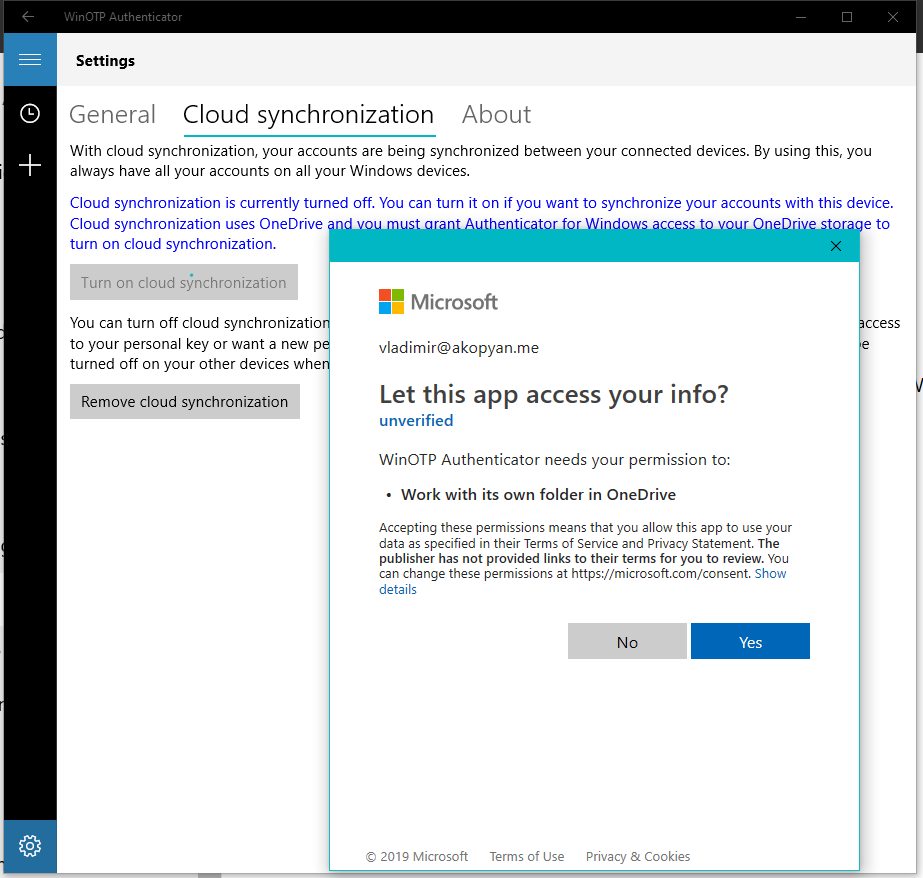 WinOTP Authenticator
Settings
General Cloud synchronization About
With cloud synchronization, your accounts are being synchronized between your connected devices. By using this, you
always have all your accounts on all your Windows devices.
Cloud synchronization is currently turned off. You can turn it on if you want to synchronize your accounts with this device.
Cloud synchronization uses OneDrive and you must grant Authenticator for Windows access to your OneDrive storage to
turn on cloud synchronization.
Turn on cloud synchronization
You can turn off cloud synchronization access
to your personal key or want a new pe
turned off on your other devices when
Remove cloud synchronization
Microsoft
vladimir@akopyan.me
Let this app access your info?
unverified
WinOTP Authenticator needs your permission to:
• Work with its own folder in OneDrive
Accepting these permissions means that you allow this app to use your
data as specified in their Terms of Service and Privacy Statement. The
publisher has not provided links to their terms for you to review. You
can change these permissions at https://microsoft.com/consent. Show
details
No Yes
© 2019 Microsoft Terms of Use Privacy & Cookies